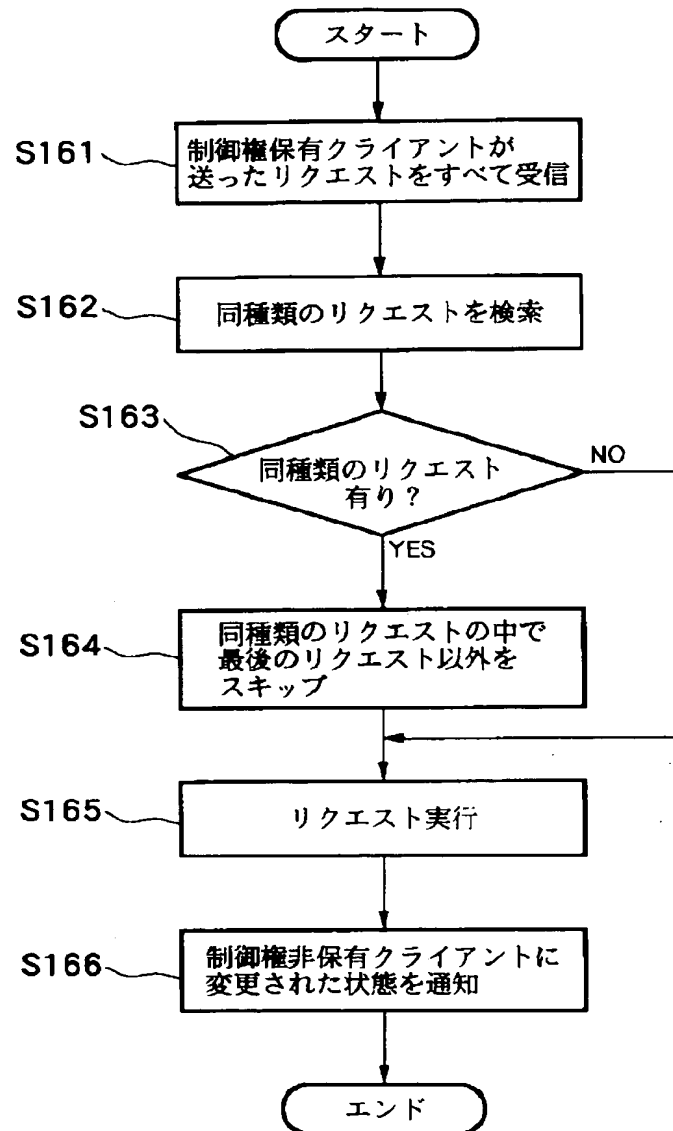 スタート
S161
制御権保有クライアントが
送ったリクエストをすべて受信
S162
同種類のリクエストを検索
S163
同種類のリクエスト
有り？
NO
YES
S164
同種類のリクエストの中で
最後のリクエスト以外を
スキップ
S165
リクエスト実行
S166
制御権非保有クライアントに
変更された状態を通知
エンド